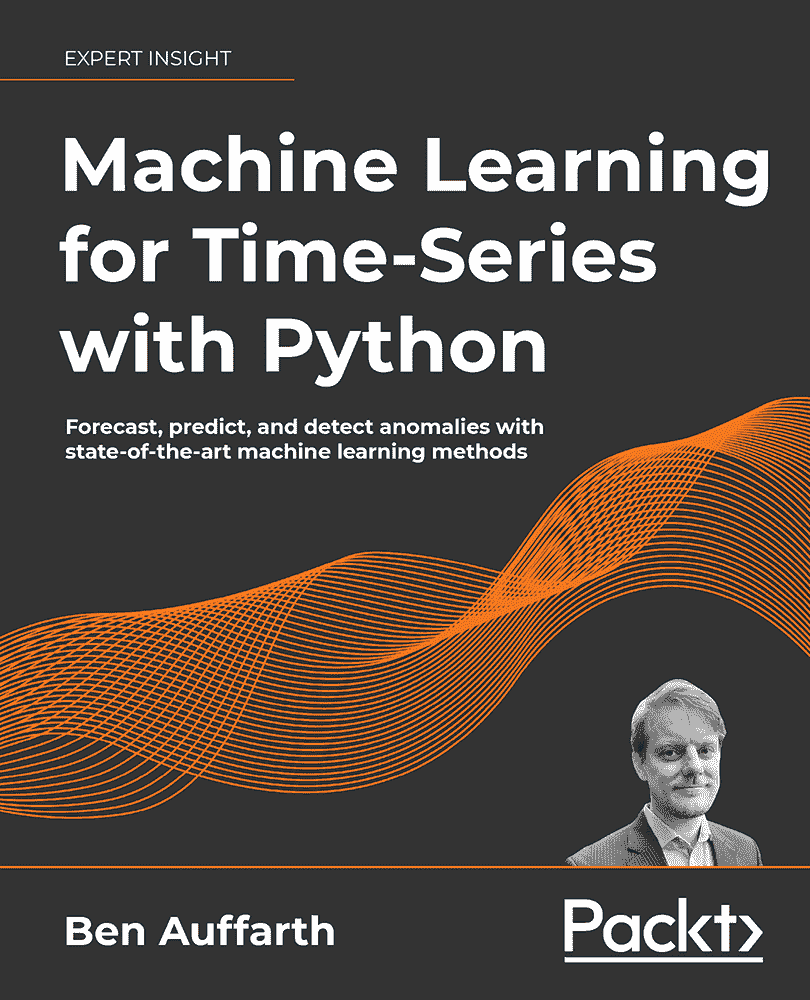 EXPERT INSIGHT
Machine Learning
for Time-Series
with Python
Forecast, predict, and detect anomalies with
state-of-the-art machine learning methods
Ben Auffarth
Packt>